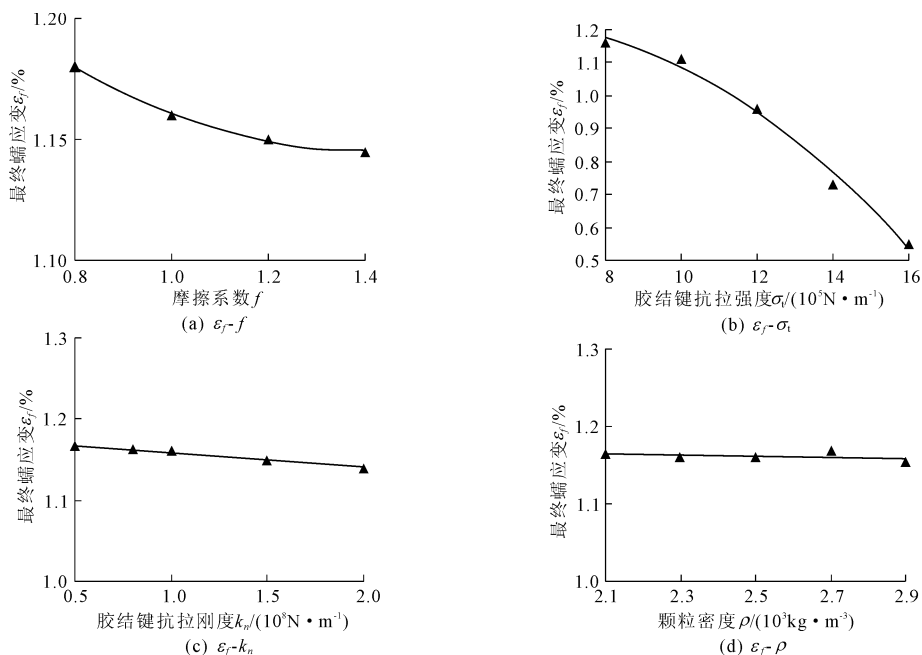 最终蠕应变εf/%
1.20
1.15
1.10
0.8 1.0 1.2 1.4
摩擦系数f
(a) εf-f
最终蠕应变εf/%
1.2
1.1
1.0
0.9
0.8
0.7
0.6
0.5
8 10 12 14 16
胶结键抗拉强度σt/(10⁵N·m⁻¹)
(b) εf-σt
最终蠕应变εf/%
1.3
1.2
1.1
1.0
0.5 1.0 1.5 2.0
胶结键抗拉刚度kn/(10⁸N·m⁻¹)
(c) εf-kn
最终蠕应变εf/%
1.3
1.2
1.1
1.0
2.1 2.3 2.5 2.7 2.9
颗粒密度ρ/(10³kg·m⁻³)
(d) εf-ρ